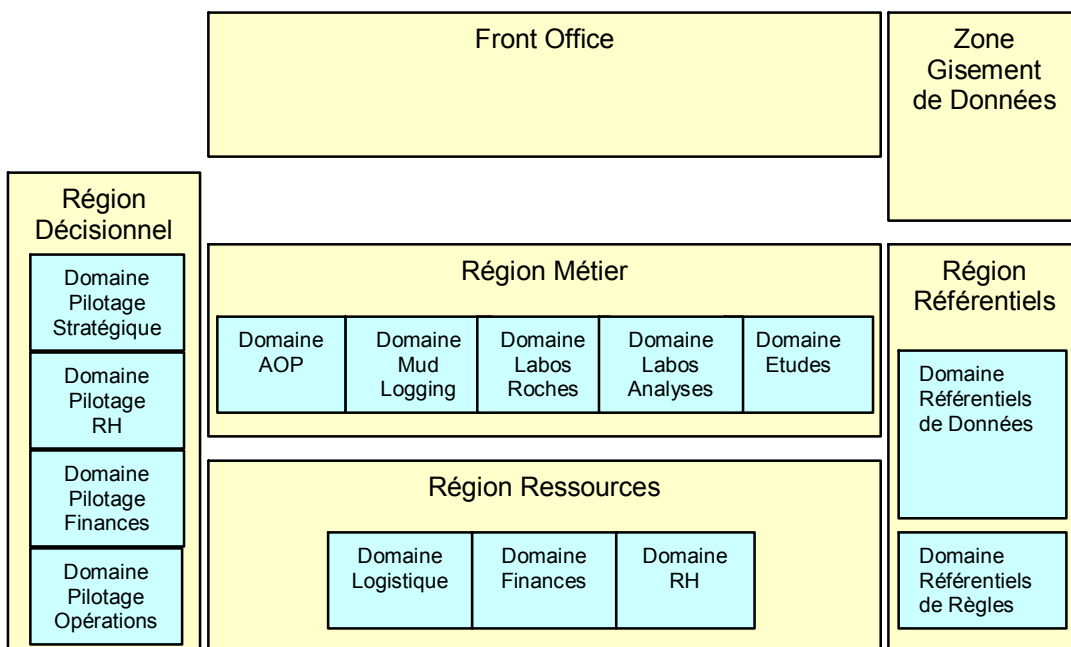 Front Office
Zone
Gisement
de Données
Région
Décisionnel
Domaine
Pilotage
Stratégique
Domaine
Pilotage
RH
Domaine
Pilotage
Finances
Domaine
Pilotage
Opérations
Région Métier
Domaine
AOP
Domaine
Mud
Logging
Domaine
Labos
Roches
Domaine
Labos
Analyses
Domaine
Etudes
Région
Référentiels
Domaine
Référentiels
de Données
Domaine
Référentiels
de Règles
Région Ressources
Domaine
Logistique
Domaine
Finances
Domaine
RH